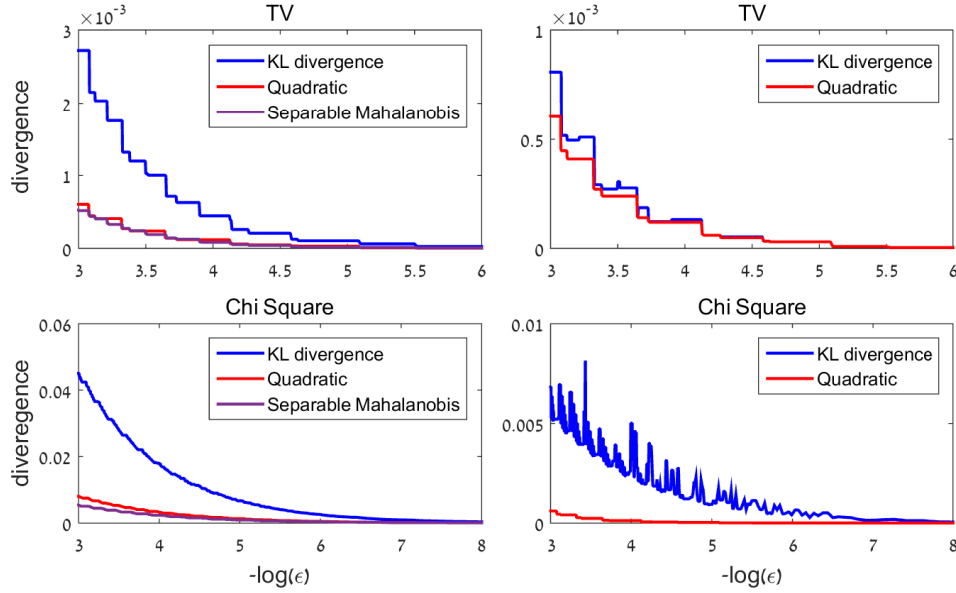 TV
×10⁻³
3
2
1
0
divergence
KL divergence
Quadratic
Separable Mahalanobis
3 3.5 4 4.5 5 5.5 6
TV
×10⁻³
1
0.5
0
KL divergence
Quadratic
3 3.5 4 4.5 5 5.5 6
Chi Square
0.06
0.04
0.02
0
diveregence
KL divergence
Quadratic
Separable Mahalanobis
3 4 5 6 7 8
-log(ϵ)
Chi Square
0.01
0.005
0
KL divergence
Quadratic
3 4 5 6 7 8
-log(ϵ)